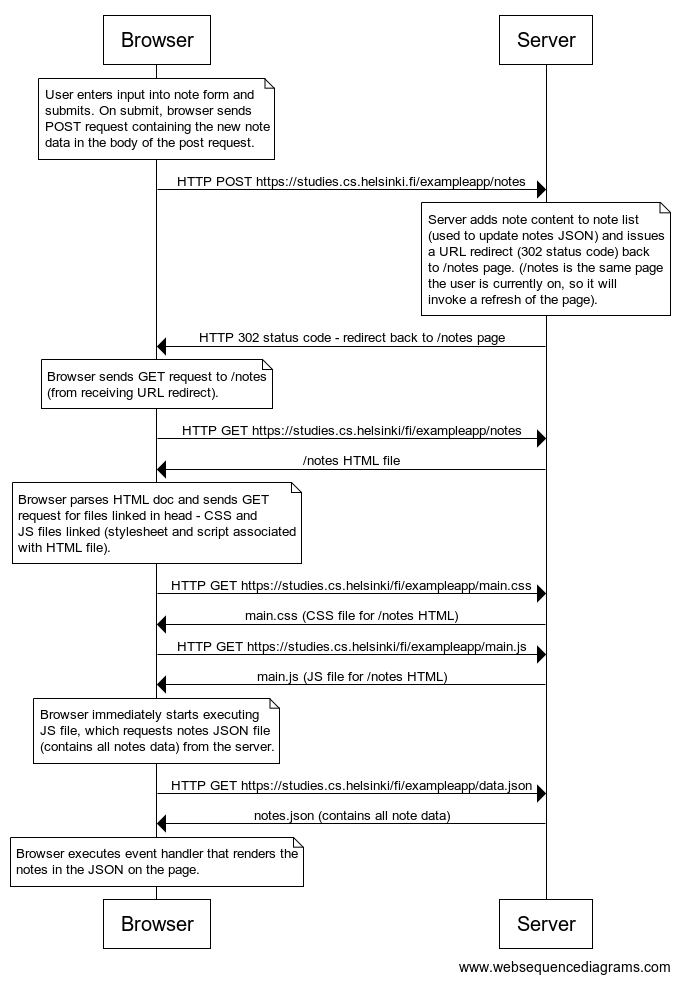 Browser
Server
User enters input into note form and
submits. On submit, browser sends
POST request containing the new note
data in the body of the post request.
HTTP POST https://studies.cs.helsinki.fi/exampleapp/notes
Server adds note content to note list
(used to update notes JSON) and issues
a URL redirect (302 status code) back
to /notes page. (/notes is the same page
the user is currently on, so it will
invoke a refresh of the page).
HTTP 302 status code - redirect back to /notes page
Browser sends GET request to /notes
(from receiving URL redirect).
HTTP GET https://studies.cs.helsinki/fi/exampleapp/notes
/notes HTML file
Browser parses HTML doc and sends GET
request for files linked in head - CSS and
JS files linked (stylesheet and script associated
with HTML file).
HTTP GET https://studies.cs.helsinki/fi/exampleapp/main.css
main.css (CSS file for /notes HTML)
HTTP GET https://studies.cs.helsinki/fi/exampleapp/main.js
main.js (JS file for /notes HTML)
Browser immediately starts executing
JS file, which requests notes JSON file
(contains all notes data) from the server.
HTTP GET https://studies.cs.helsinki/fi/exampleapp/data.json
notes.json (contains all note data)
Browser executes event handler that renders the
notes in the JSON on the page.
Browser
Server
www.websequencediagrams.com